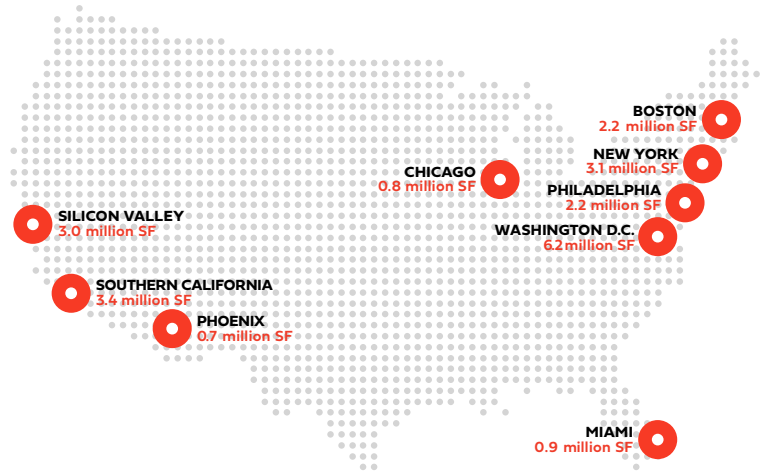 BOSTON
2.2 million SF
NEW YORK
3.1 million SF
CHICAGO
0.8 million SF
PHILADELPHIA
2.2 million SF
SILICON VALLEY
3.0 million SF
WASHINGTON D.C.
6.2 million SF
SOUTHERN CALIFORNIA
3.4 million SF
PHOENIX
0.7 million SF
MIAMI
0.9 million SF